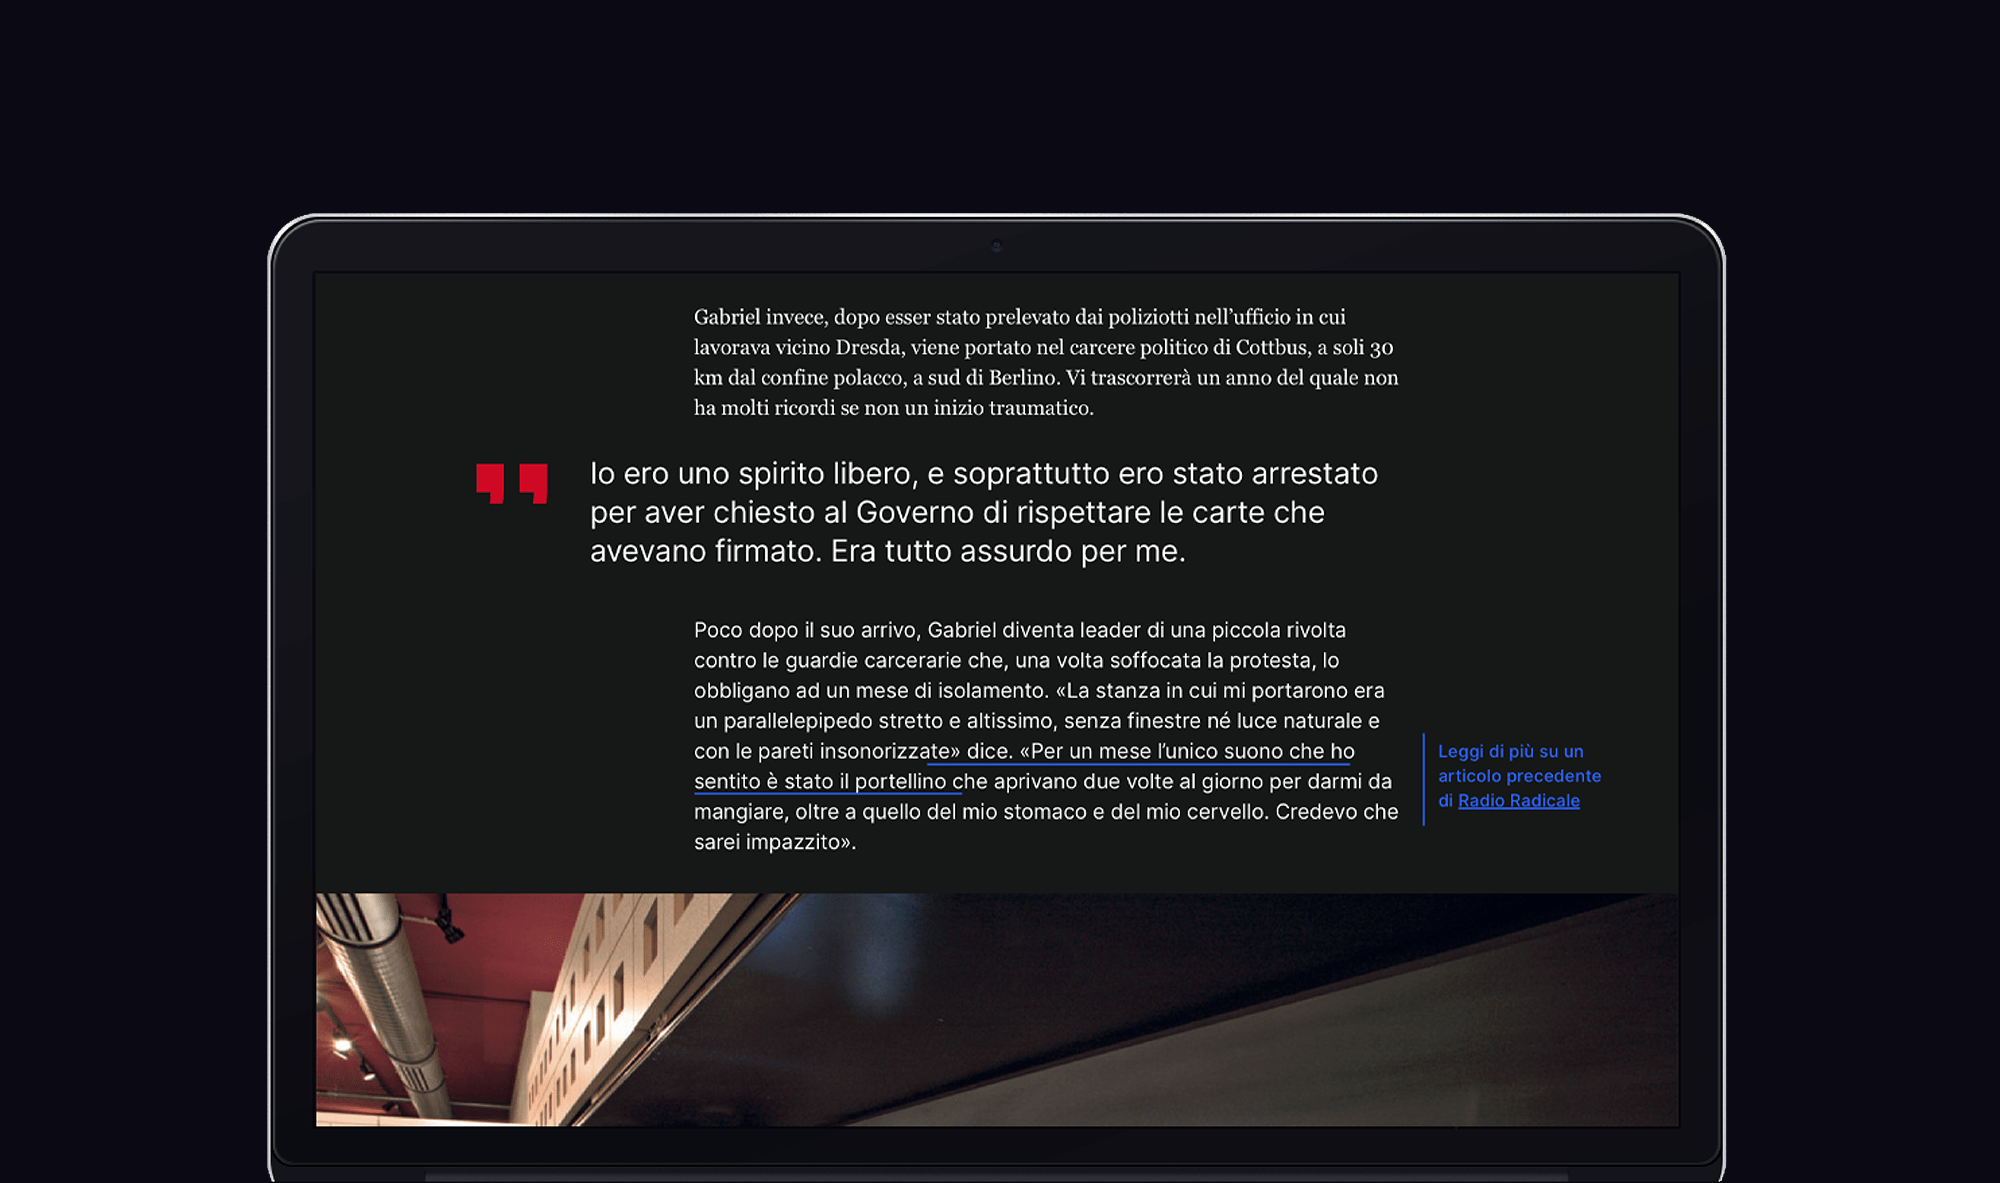 Gabriel invece, dopo esser stato prelevato dai poliziotti nell’ufficio in cui
lavorava vicino Dresda, viene portato nel carcere politico di Cottbus, a soli 30
km dal confine polacco, a sud di Berlino. Vi trascorrerà un anno del quale non
ha molti ricordi se non un inizio traumatico.
Io ero uno spirito libero, e soprattutto ero stato arrestato
per aver chiesto al Governo di rispettare le carte che
avevano firmato. Era tutto assurdo per me.
Poco dopo il suo arrivo, Gabriel diventa leader di una piccola rivolta
contro le guardie carcerarie che, una volta soffocata la protesta, lo
obbligano ad un mese di isolamento. «La stanza in cui mi portarono era
un parallelepipedo stretto e altissimo, senza finestre né luce naturale e
con le pareti insonorizzate» dice. «Per un mese l’unico suono che ho
sentito è stato il portellino che aprivano due volte al giorno per darmi da
mangiare, oltre a quello del mio stomaco e del mio cervello. Credevo che
sarei impazzito».
Leggi di più su un
articolo precedente
di Radio Radicale